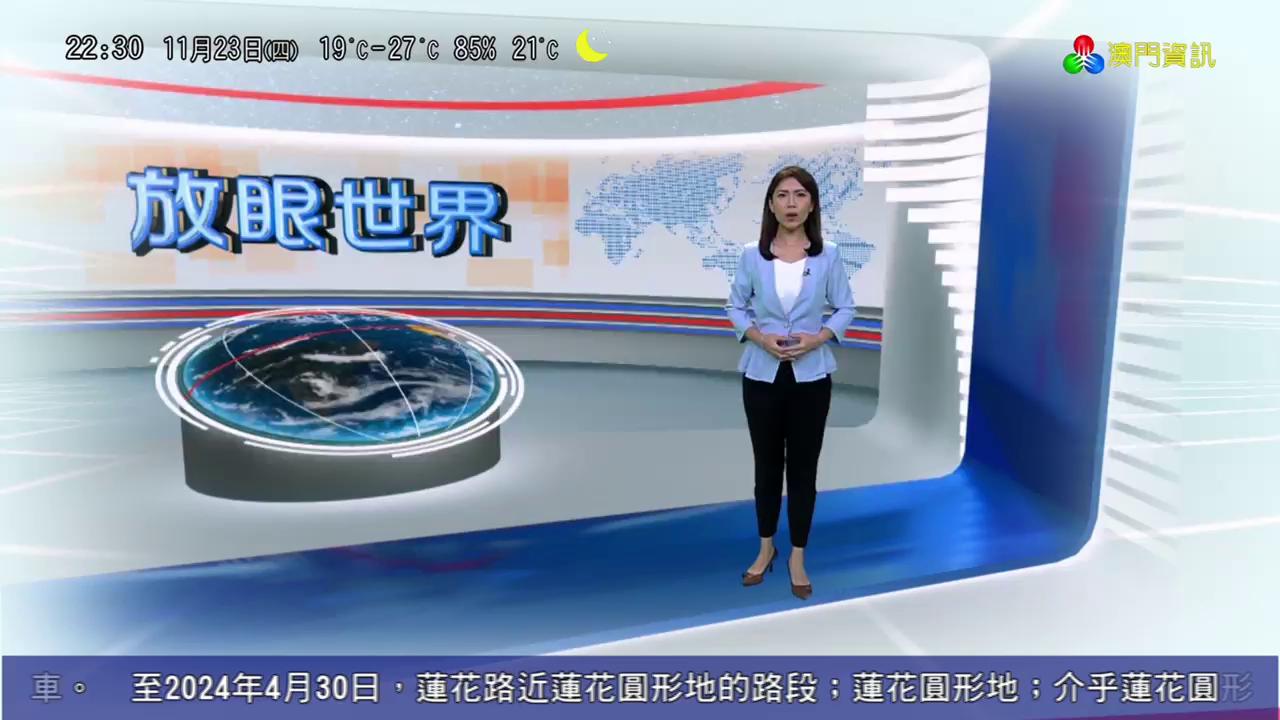 22:30 11月23日(四) 19°C-27°C 85% 21°C
澳門資訊
放眼世界
車。 至2024年4月30日，蓮花路近蓮花圓形地的路段；蓮花圓形地；介乎蓮花圓形